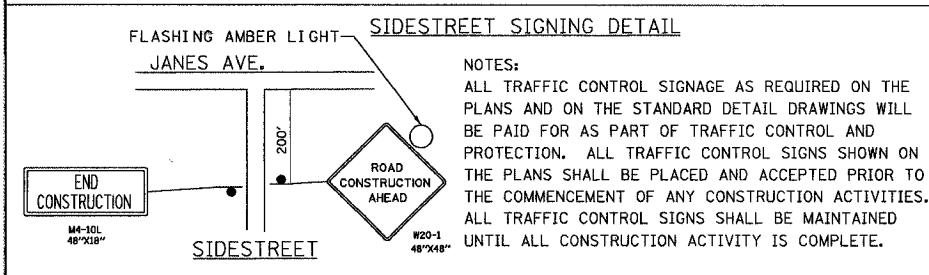 SIDESTREET SIGNING DETAIL
FLASHING AMBER LIGHT
JANES AVE.
200'
END
CONSTRUCTION
M4-10L
48"X18"
ROAD
CONSTRUCTION
AHEAD
W20-1
48"X48"
SIDESTREET
NOTES:
ALL TRAFFIC CONTROL SIGNAGE AS REQUIRED ON THE
PLANS AND ON THE STANDARD DETAIL DRAWINGS WILL
BE PAID FOR AS PART OF TRAFFIC CONTROL AND
PROTECTION. ALL TRAFFIC CONTROL SIGNS SHOWN ON
THE PLANS SHALL BE PLACED AND ACCEPTED PRIOR TO
THE COMMENCEMENT OF ANY CONSTRUCTION ACTIVITIES.
ALL TRAFFIC CONTROL SIGNS SHALL BE MAINTAINED
UNTIL ALL CONSTRUCTION ACTIVITY IS COMPLETE.